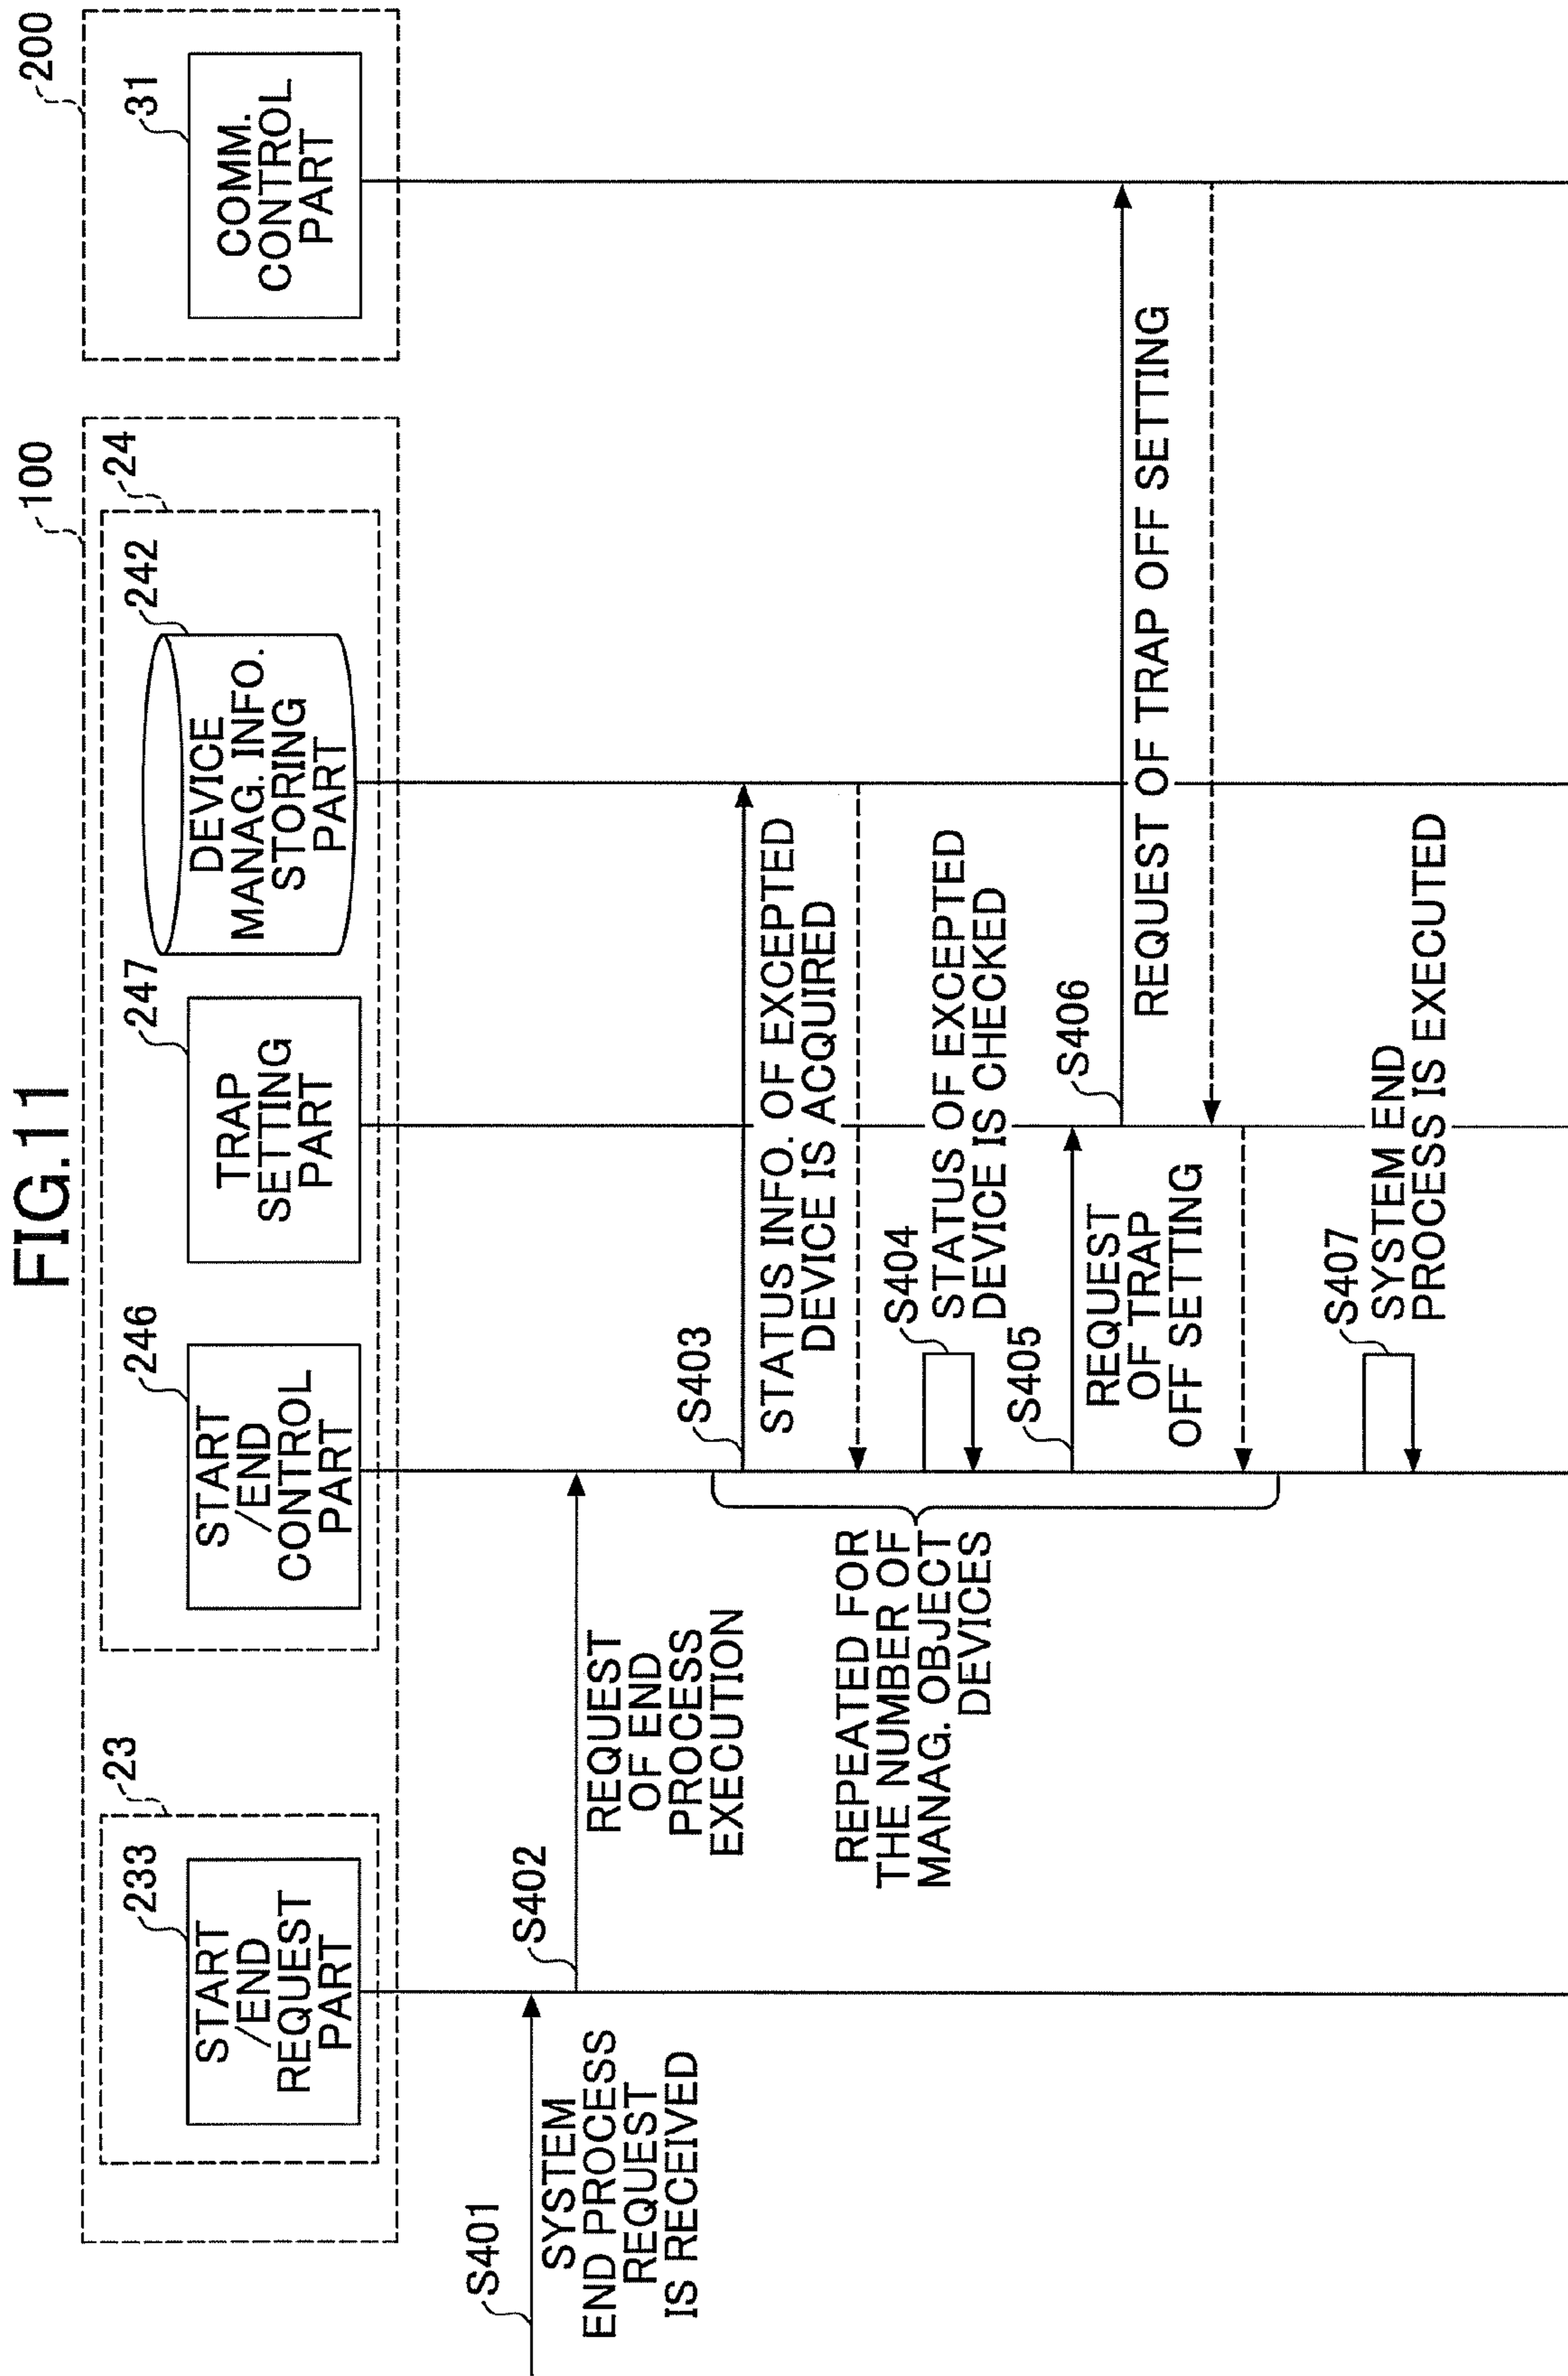 FIG.11
100
200
23
24
233
START
/END
REQUEST
PART
246
START
/END
CONTROL
PART
247
TRAP
SETTING
PART
242
DEVICE
MANAG. INFO.
STORING
PART
31
COMM.
CONTROL
PART
S401
SYSTEM
END PROCESS
REQUEST
IS RECEIVED
S402
REQUEST
OF END
PROCESS
EXECUTION
S403
STATUS INFO. OF EXCEPTED
DEVICE IS ACQUIRED
REPEATED FOR
THE NUMBER OF
MANAG. OBJECT
DEVICES
S404
STATUS OF EXCEPTED
DEVICE IS CHECKED
S405
REQUEST
OF TRAP
OFF SETTING
S406
REQUEST OF TRAP OFF SETTING
S407
SYSTEM END
PROCESS IS EXECUTED